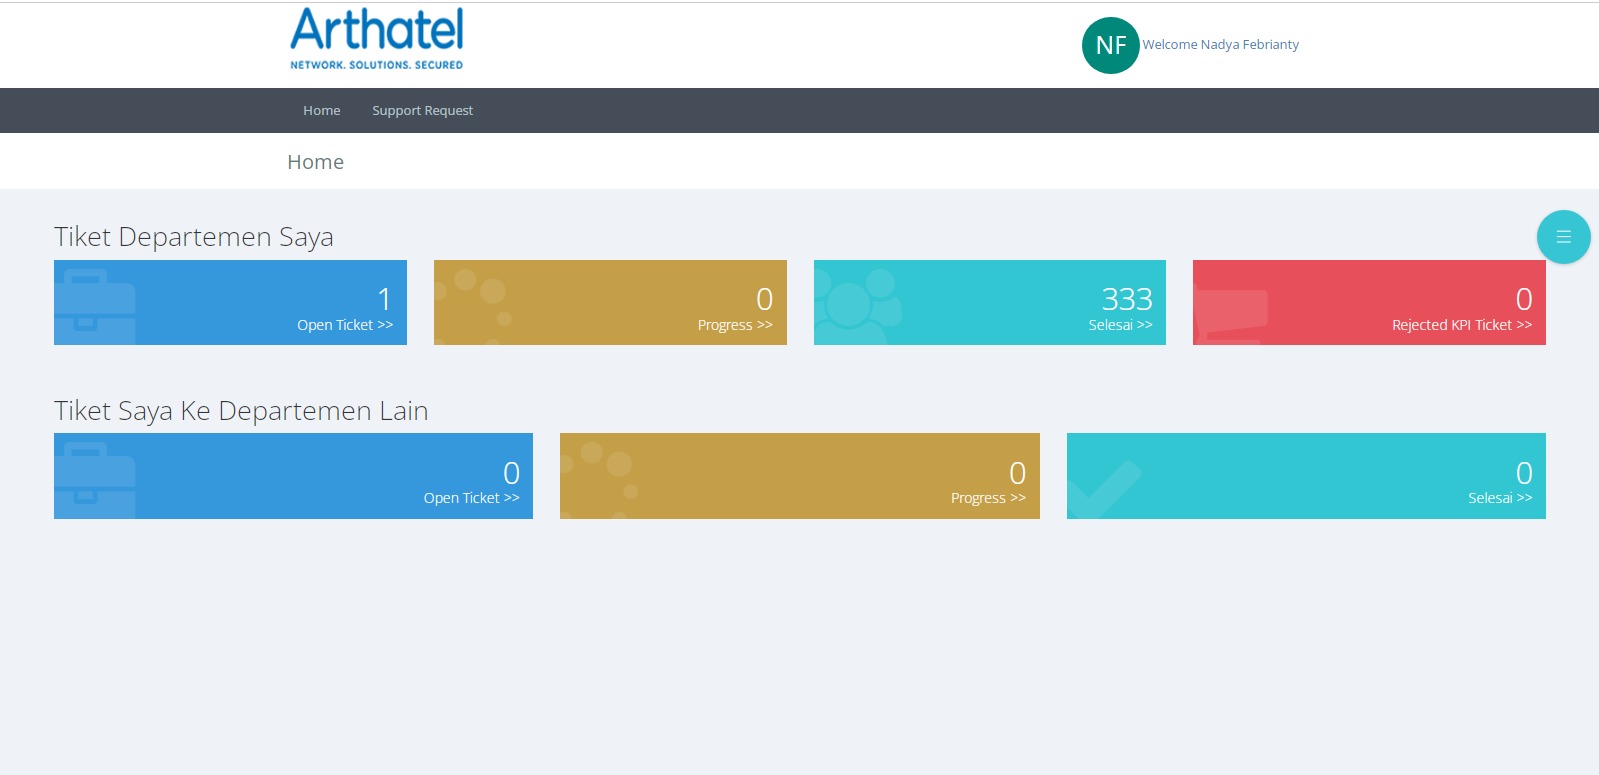 Arthatel
NETWORK. SOLUTIONS. SECURED
NF
Welcome Nadya Febrianty
Home
Support Request
Home
Tiket Departemen Saya
1
Open Ticket >>
0
Progress >>
333
Selesai >>
0
Rejected KPI Ticket >>
Tiket Saya Ke Departemen Lain
0
Open Ticket >>
0
Progress >>
0
Selesai >>